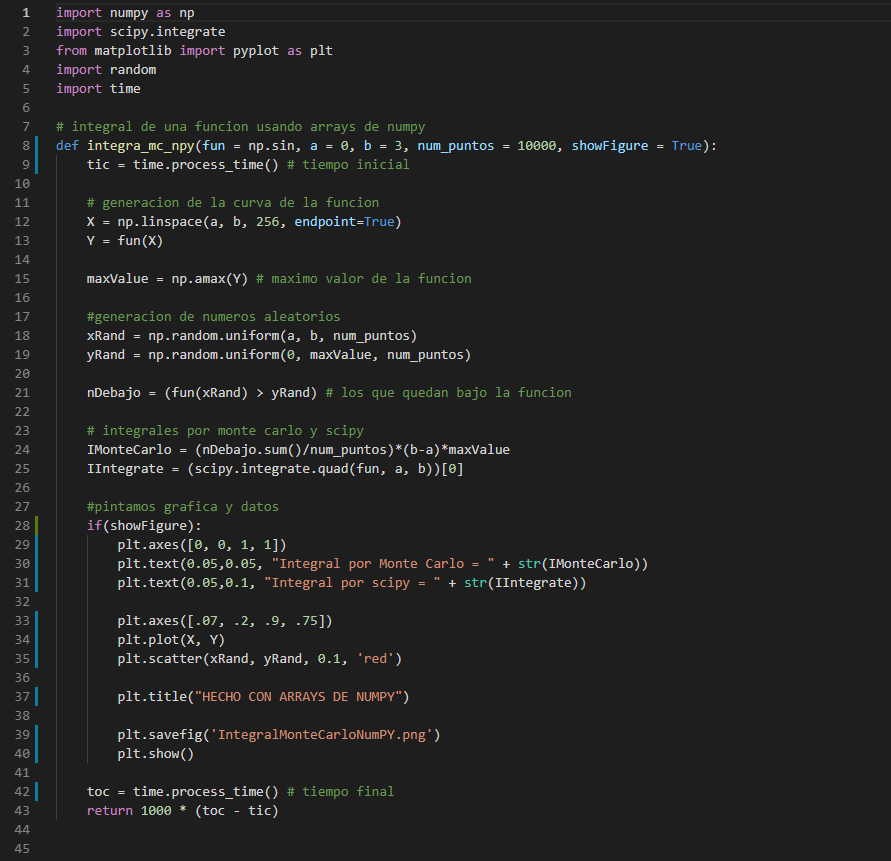 1 import numpy as np
2 import scipy.integrate
3 from matplotlib import pyplot as plt
4 import random
5 import time
6
7 # integral de una funcion usando arrays de numpy
8 def integra_mc_npy(fun = np.sin, a = 0, b = 3, num_puntos = 10000, showFigure = True):
9     tic = time.process_time() # tiempo inicial
10
11     # generacion de la curva de la funcion
12     X = np.linspace(a, b, 256, endpoint=True)
13     Y = fun(X)
14
15     maxValue = np.amax(Y) # maximo valor de la funcion
16
17     #generacion de numeros aleatorios
18     xRand = np.random.uniform(a, b, num_puntos)
19     yRand = np.random.uniform(0, maxValue, num_puntos)
20
21     nDebajo = (fun(xRand) > yRand) # los que quedan bajo la funcion
22
23     # integrales por monte carlo y scipy
24     IMonteCarlo = (nDebajo.sum()/num_puntos)*(b-a)*maxValue
25     IIntegrate = (scipy.integrate.quad(fun, a, b))[0]
26
27     #pintamos grafica y datos
28     if(showFigure):
29         plt.axes([0, 0, 1, 1])
30         plt.text(0.05,0.05, "Integral por Monte Carlo = " + str(IMonteCarlo))
31         plt.text(0.05,0.1, "Integral por scipy = " + str(IIntegrate))
32
33         plt.axes([.07, .2, .9, .75])
34         plt.plot(X, Y)
35         plt.scatter(xRand, yRand, 0.1, 'red')
36
37         plt.title("HECHO CON ARRAYS DE NUMPY")
38
39         plt.savefig('IntegralMonteCarloNumPY.png')
40         plt.show()
41
42     toc = time.process_time() # tiempo final
43     return 1000 * (toc - tic)
44
45